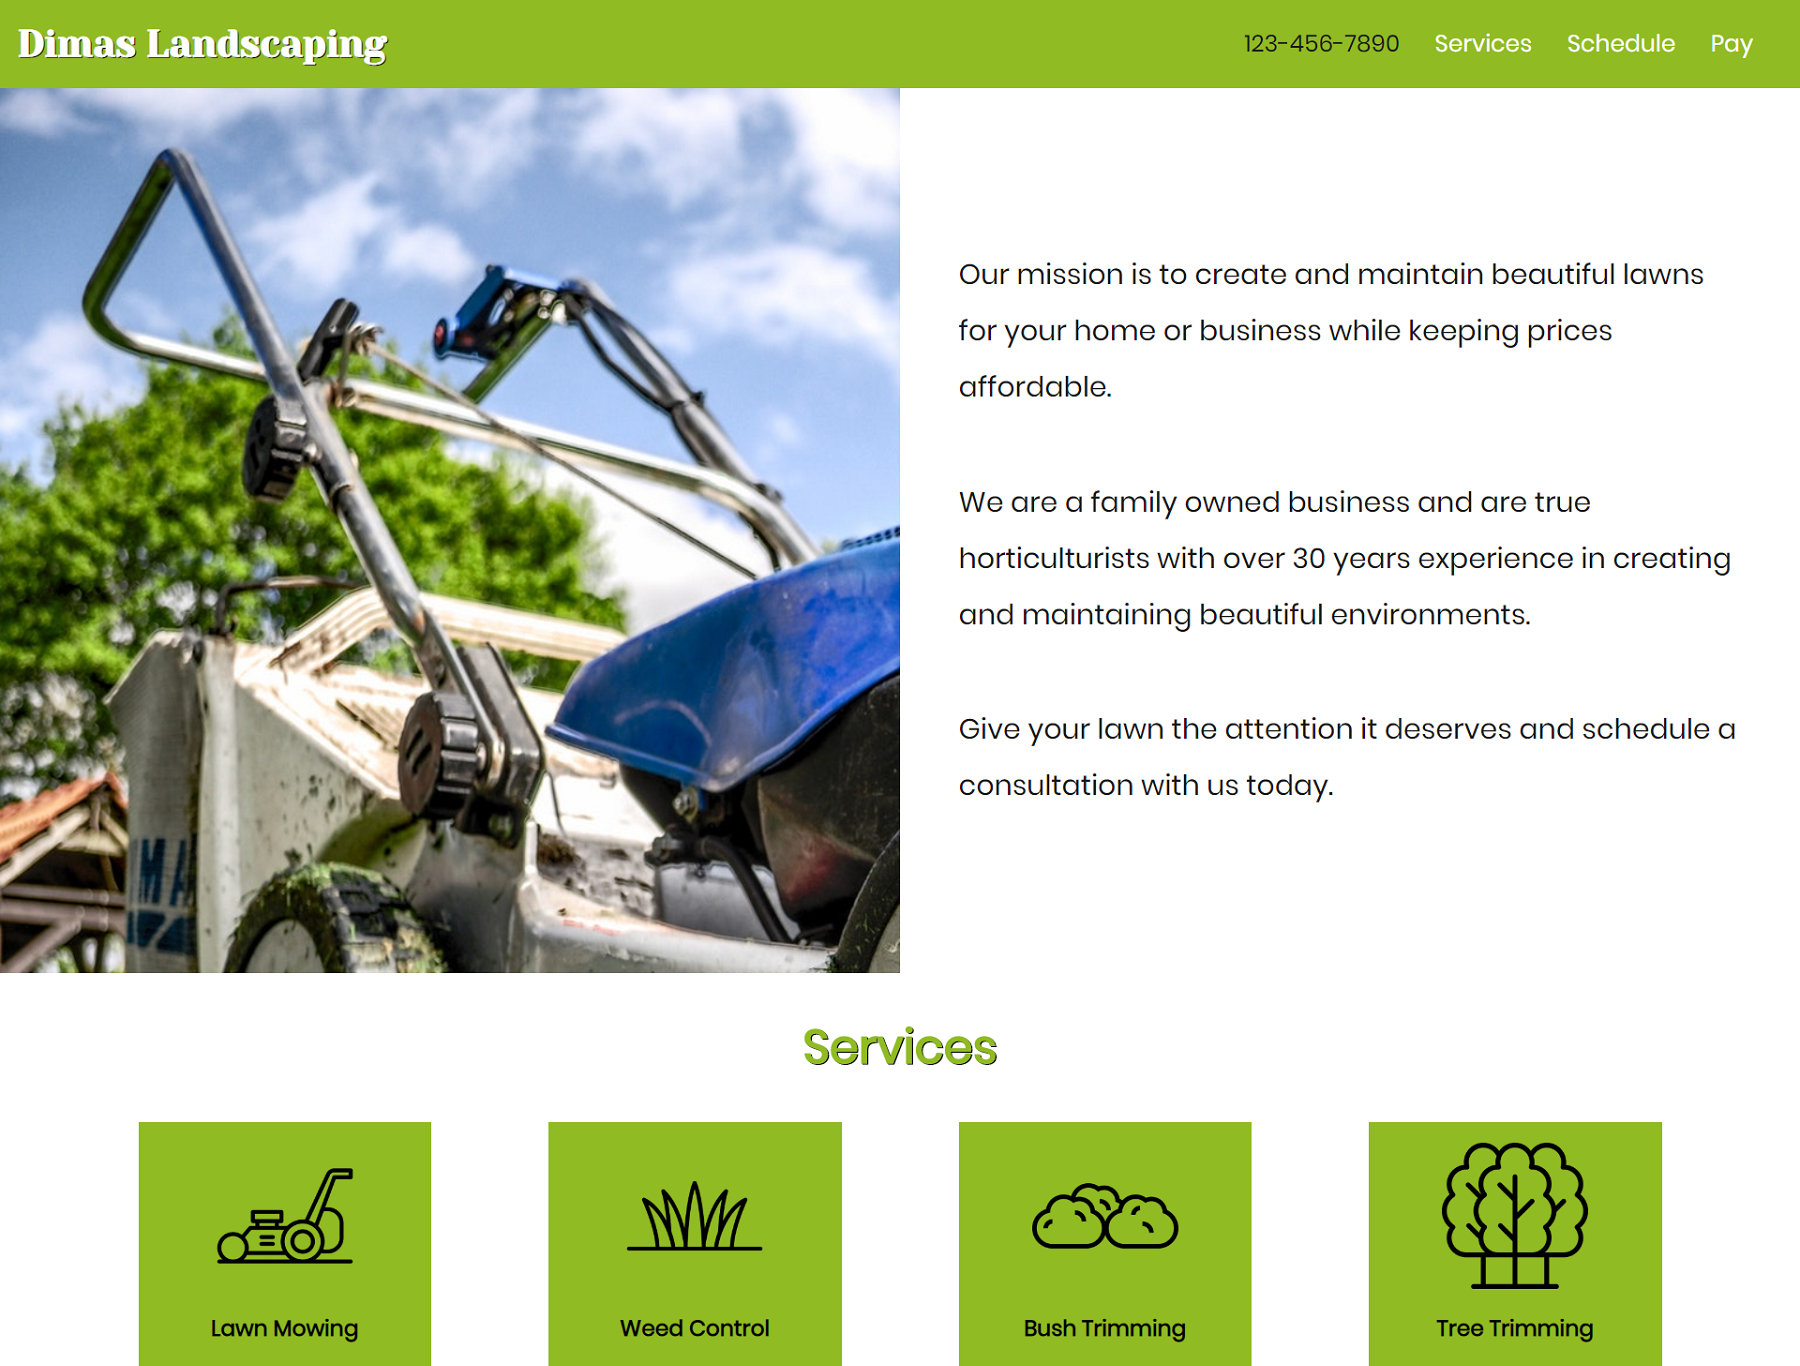 Dimas Landscaping
123-456-7890 Services Schedule Pay
Our mission is to create and maintain beautiful lawns
for your home or business while keeping prices
affordable.
We are a family owned business and are true
horticulturists with over 30 years experience in creating
and maintaining beautiful environments.
Give your lawn the attention it deserves and schedule a
consultation with us today.
Services
Lawn Mowing
Weed Control
Bush Trimming
Tree Trimming